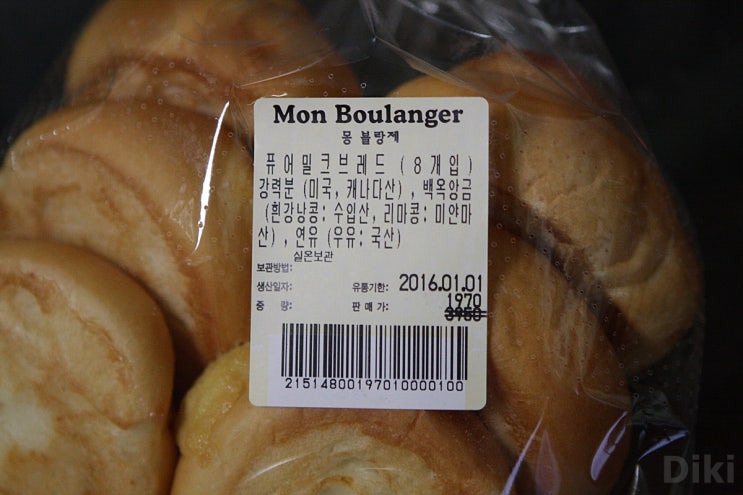 Mon Boulanger
몽 블랑제
퓨어밀크브레드 ( 8 개입 )
강력분 (미국, 캐나다산) , 백옥앙금
(흰강낭콩: 수입산, 리마콩: 미얀마
산) , 연유 (우유: 국산)
보관방법: 실온보관
생산일자: 유통기한: 2016.01.01
중 량: 판 매 가: 1970
3950
21514800197010000100
Diki